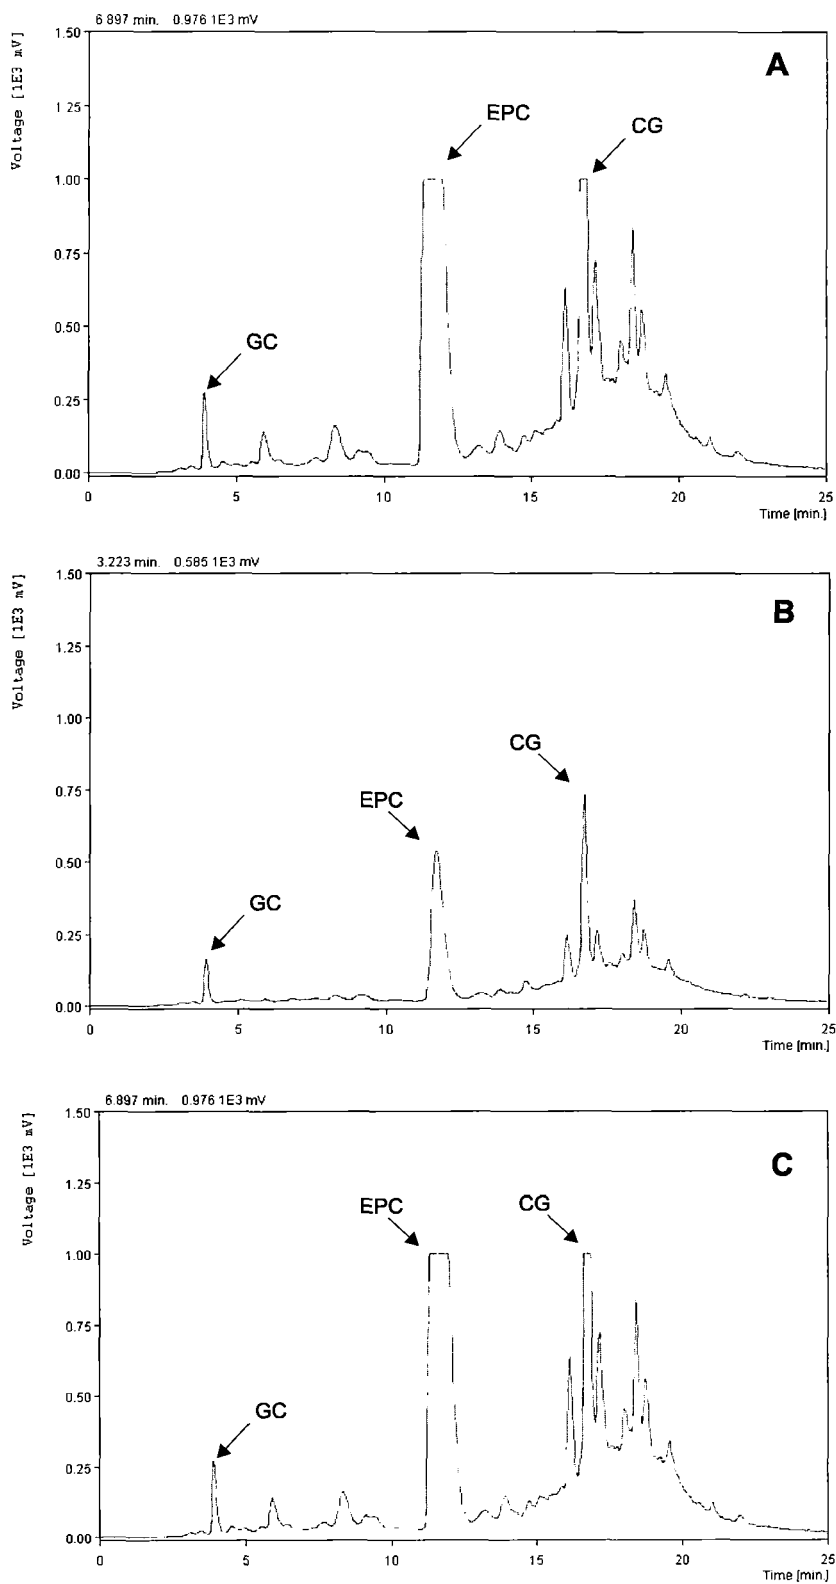 6 897 min. 0.976 1E3 mV
A
Voltage [1E3 mV]
1.50
1 25
1.00
0.75
0.50
0.25
0.00
EPC
CG
GC
0 5 10 15 20 25
Time [min.]
3.223 min. 0.585 1E3 mV
B
Voltage [1E3 mV]
1.50
1.25
1.00
0.75
0.50
0.25
0.00
CG
EPC
GC
0 5 10 15 20 25
Time [min.]
6.897 min. 0.976 1E3 mV
C
Voltage [1E3 mV]
1.50
1.25
1.00
0.75
0.50
0.25
0.00
EPC
CG
GC
0 5 10 15 20 25
Time [min.]